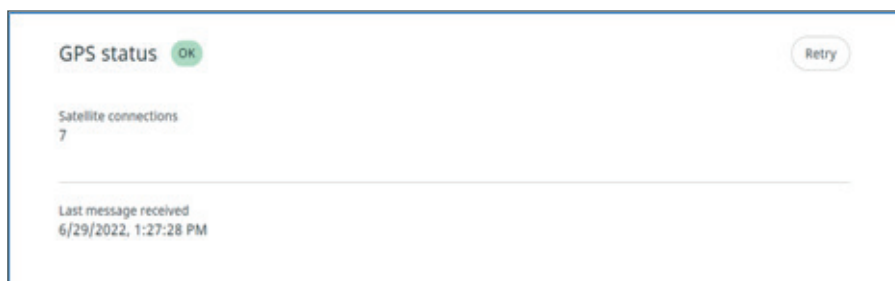 GPS status OK Retry
Satellite connections
7
Last message received
6/29/2022, 1:27:28 PM